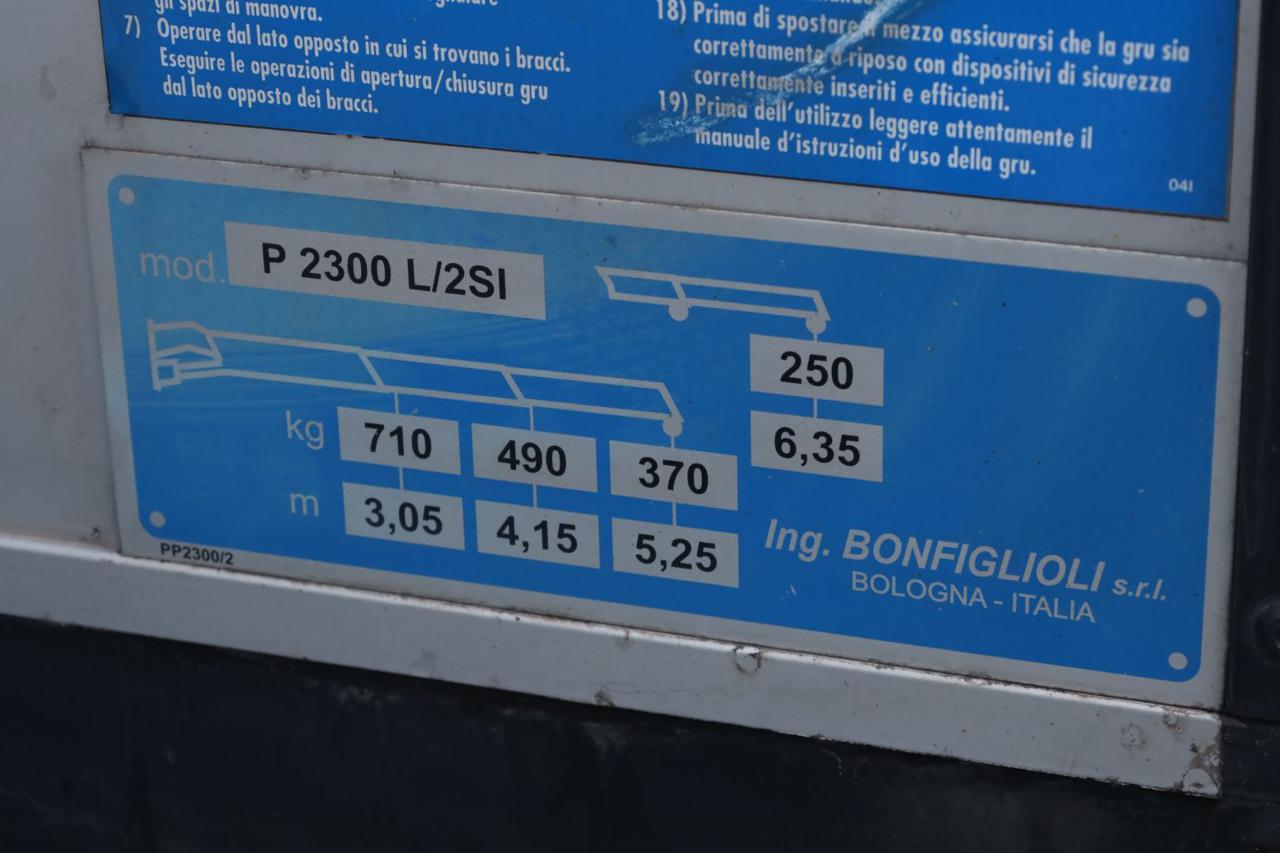 gli spazi di manovra.
7) Operare dal lato opposto in cui si trovano i bracci.
Eseguire le operazioni di apertura/chiusura gru
dal lato opposto dei bracci.
18) Prima di spostare il mezzo assicurarsi che la gru sia
correttamente a riposo con dispositivi di sicurezza
correttamente inseriti e efficienti.
19) Prima dell'utilizzo leggere attentamente il
manuale d'istruzioni d'uso della gru.
041
mod. P 2300 L/2SI
250
6,35
kg 710 490 370
m 3,05 4,15 5,25
Ing. BONFIGLIOLI s.r.l.
BOLOGNA - ITALIA
PP2300/2